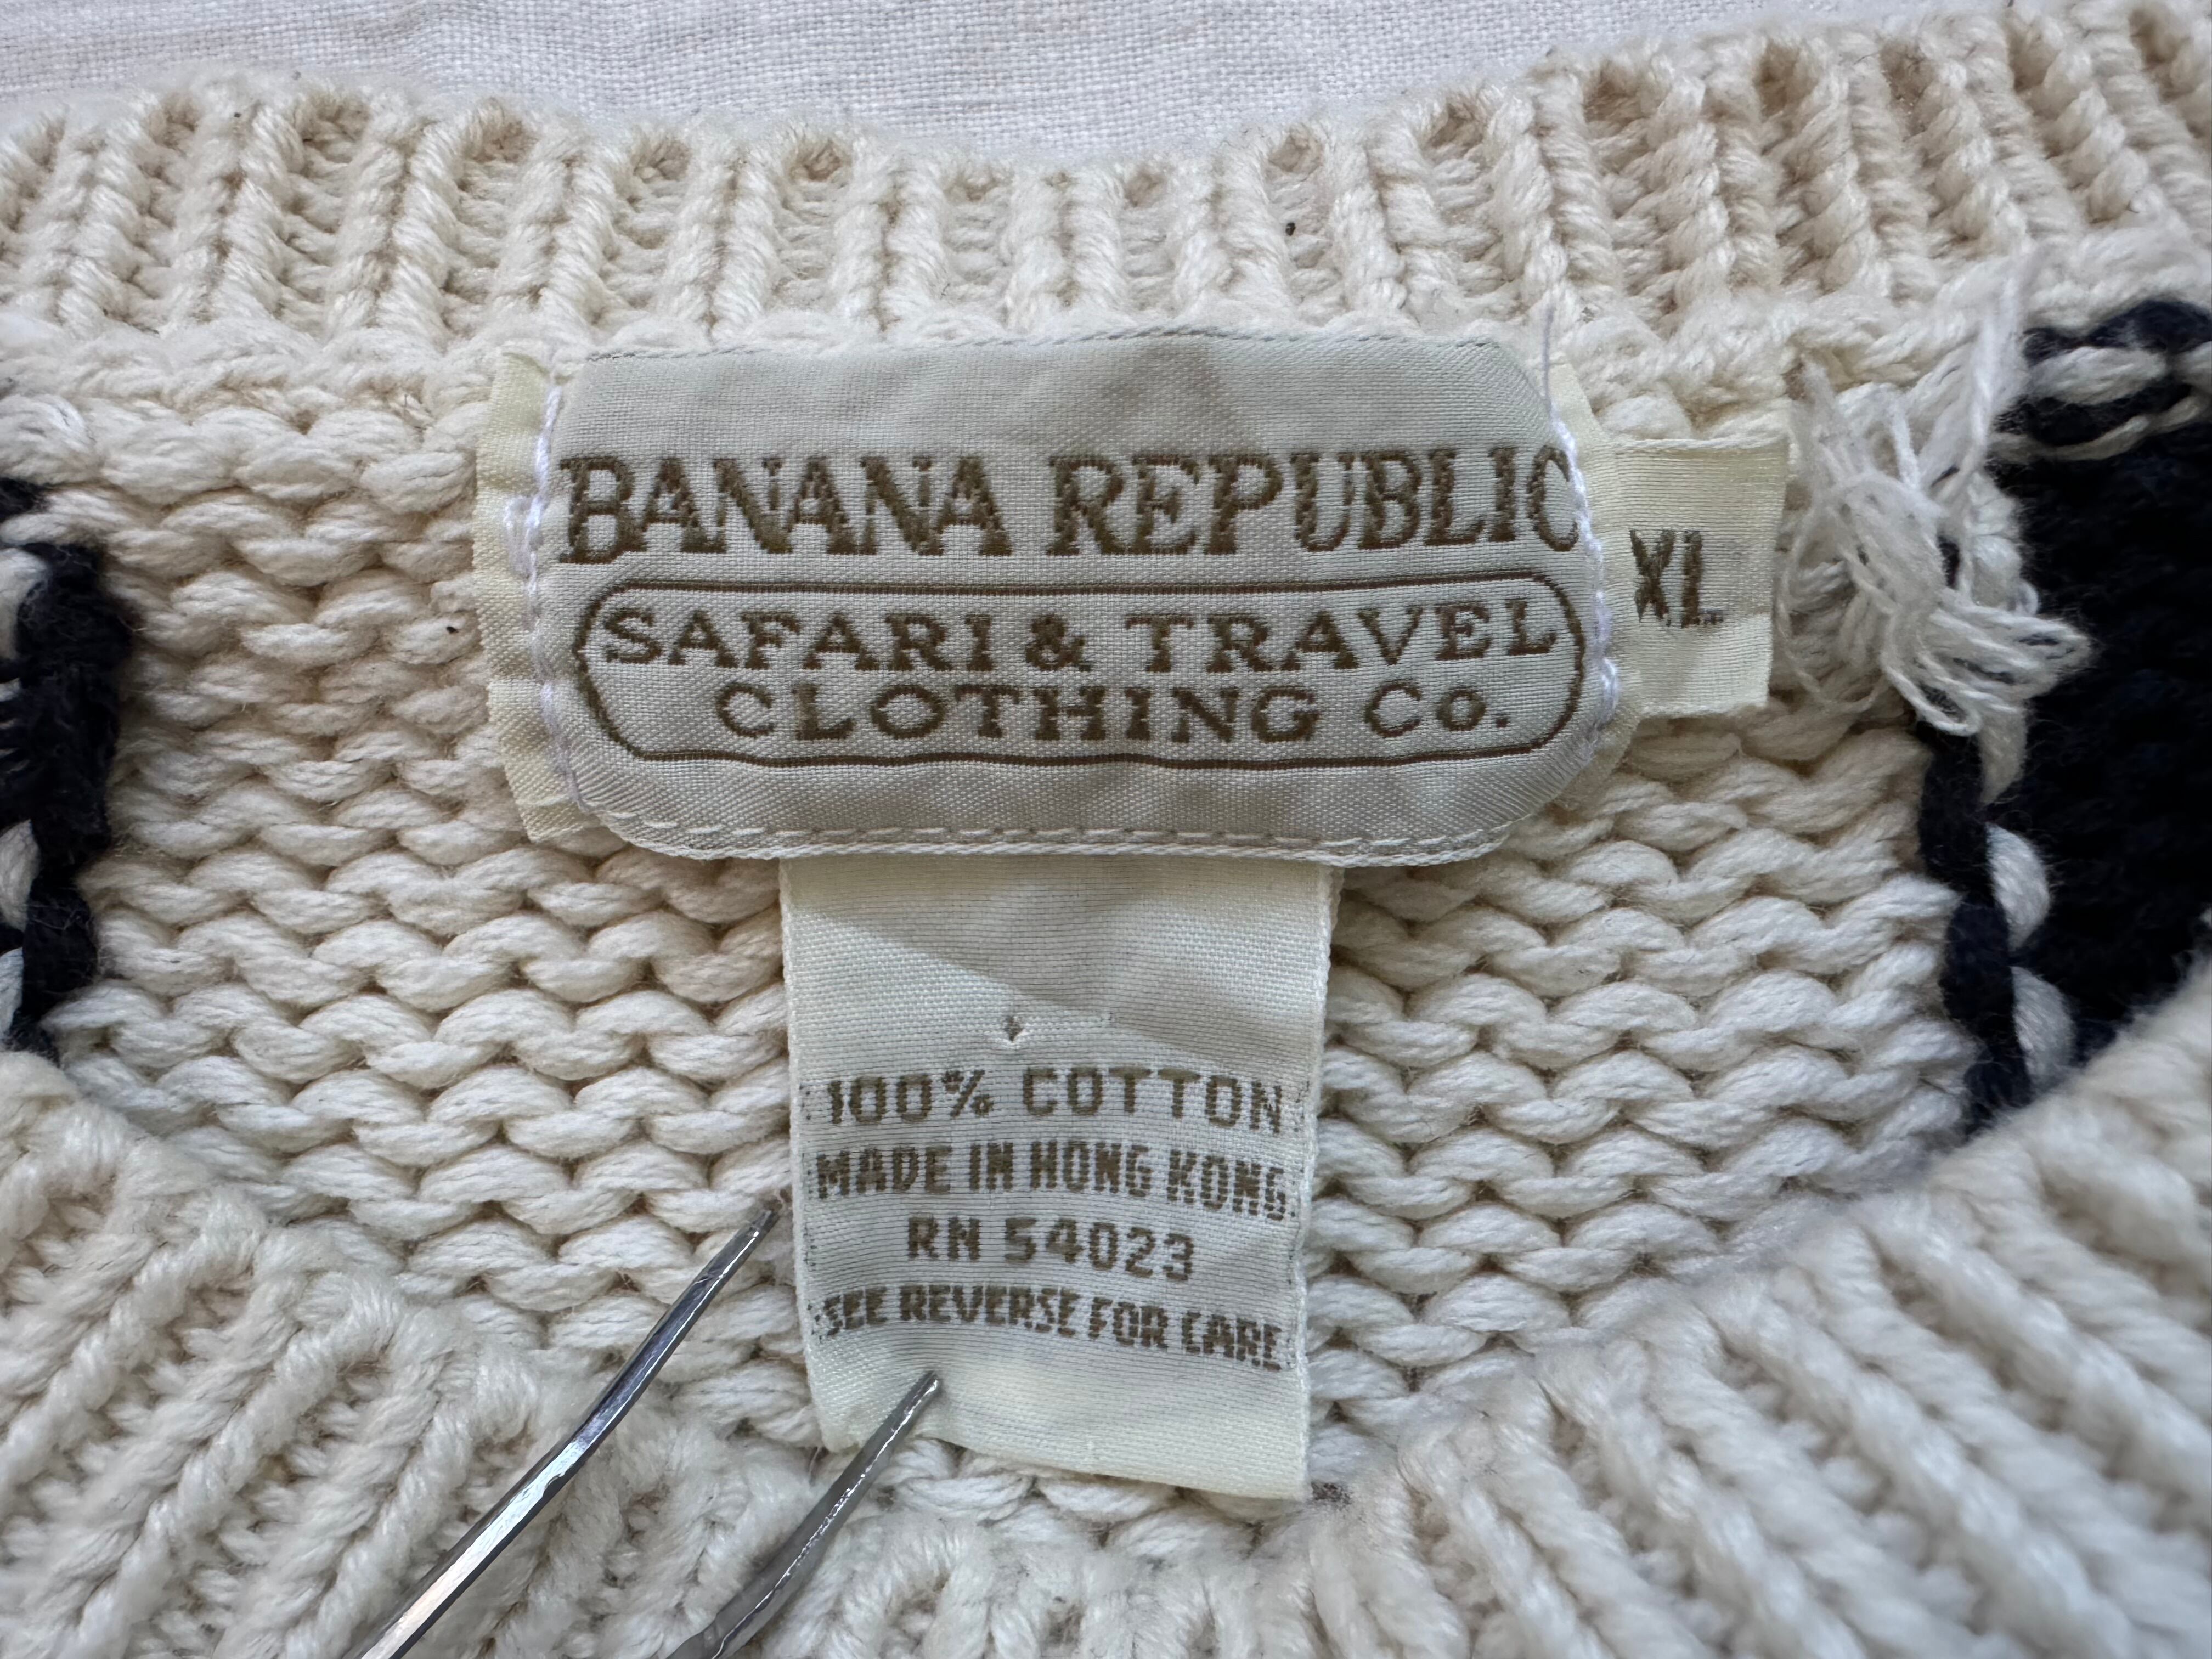 BANANA REPUBLIC
SAFARI & TRAVEL
CLOTHING Co.
XL
100% COTTON
MADE IN HONG KONG.
RN 54023
SEE REVERSE FOR CARE